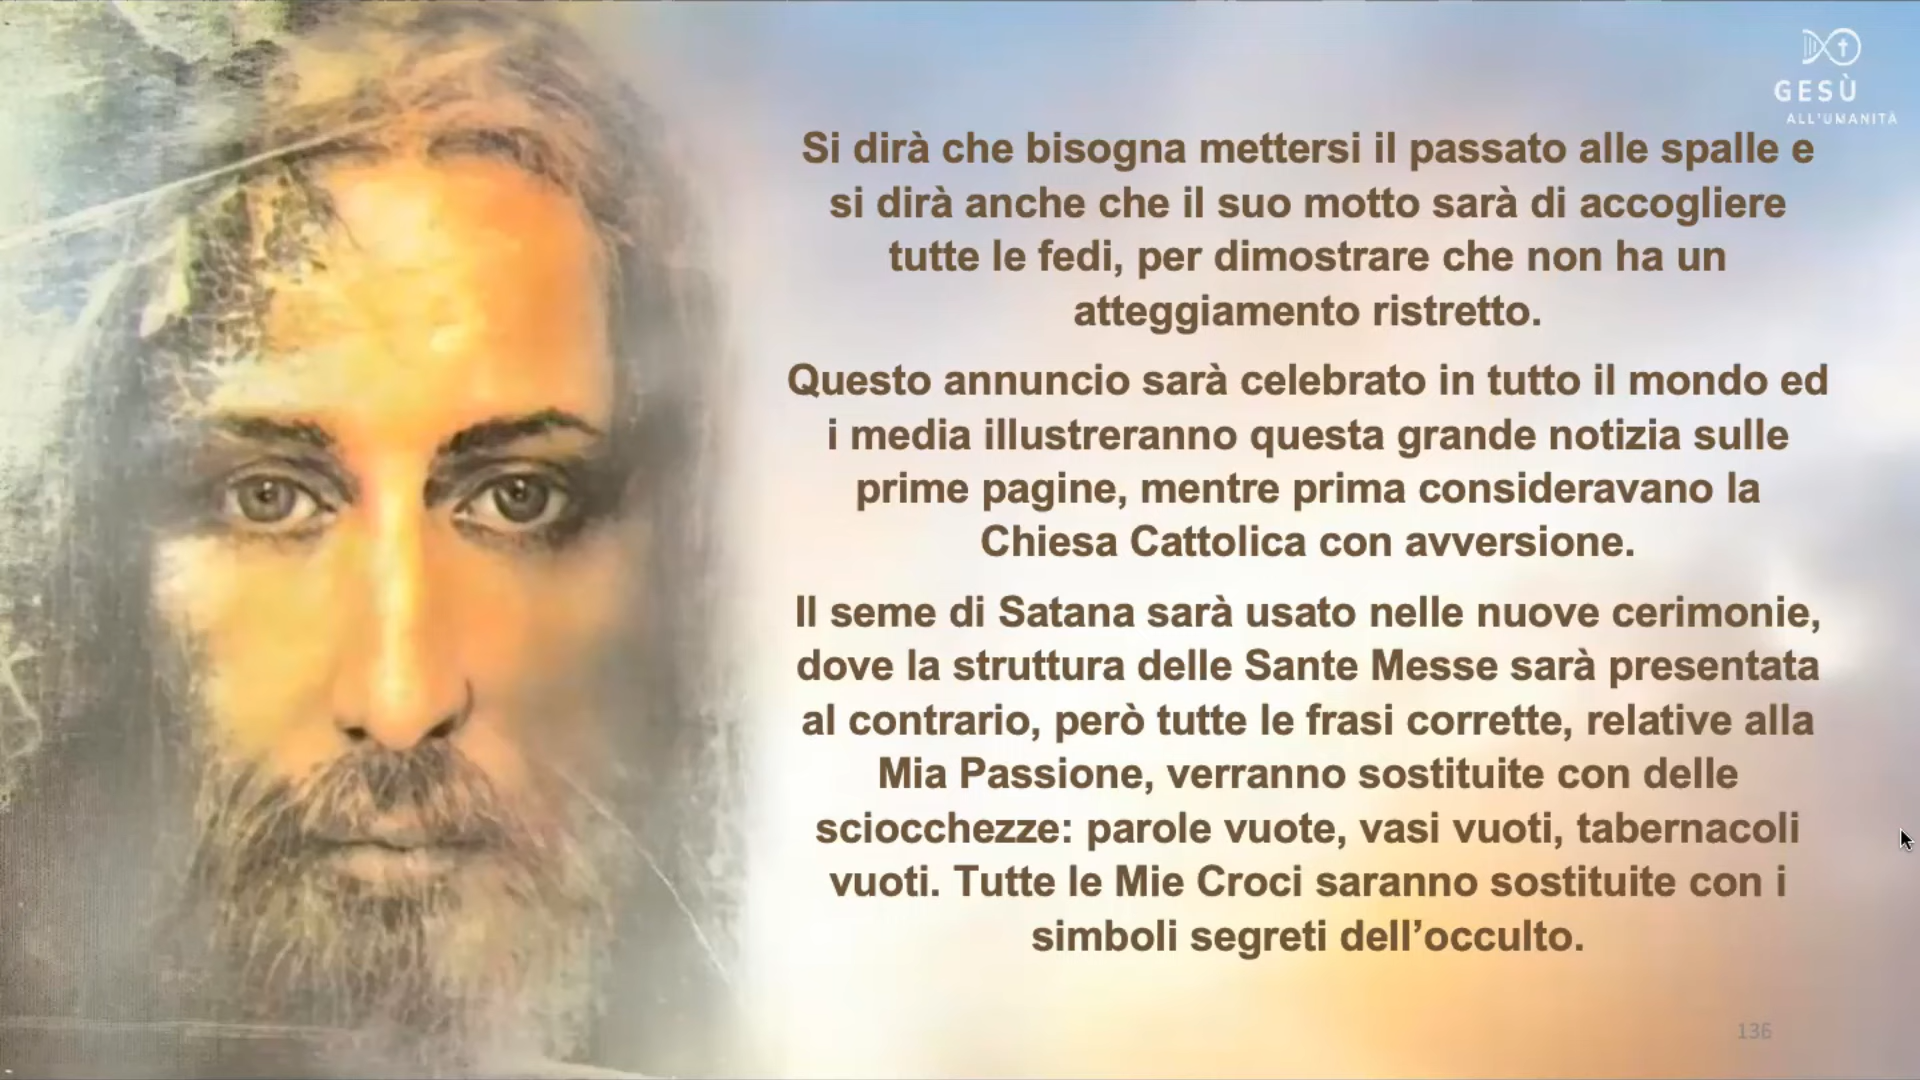 GESÙ
ALL'UMANITÀ
Si dirà che bisogna mettersi il passato alle spalle e
si dirà anche che il suo motto sarà di accogliere
tutte le fedi, per dimostrare che non ha un
atteggiamento ristretto.
Questo annuncio sarà celebrato in tutto il mondo ed
i media illustreranno questa grande notizia sulle
prime pagine, mentre prima consideravano la
Chiesa Cattolica con avversione.
Il seme di Satana sarà usato nelle nuove cerimonie,
dove la struttura delle Sante Messe sarà presentata
al contrario, però tutte le frasi corrette, relative alla
Mia Passione, verranno sostituite con delle
sciocchezze: parole vuote, vasi vuoti, tabernacoli
vuoti. Tutte le Mie Croci saranno sostituite con i
simboli segreti dell’occulto.
136